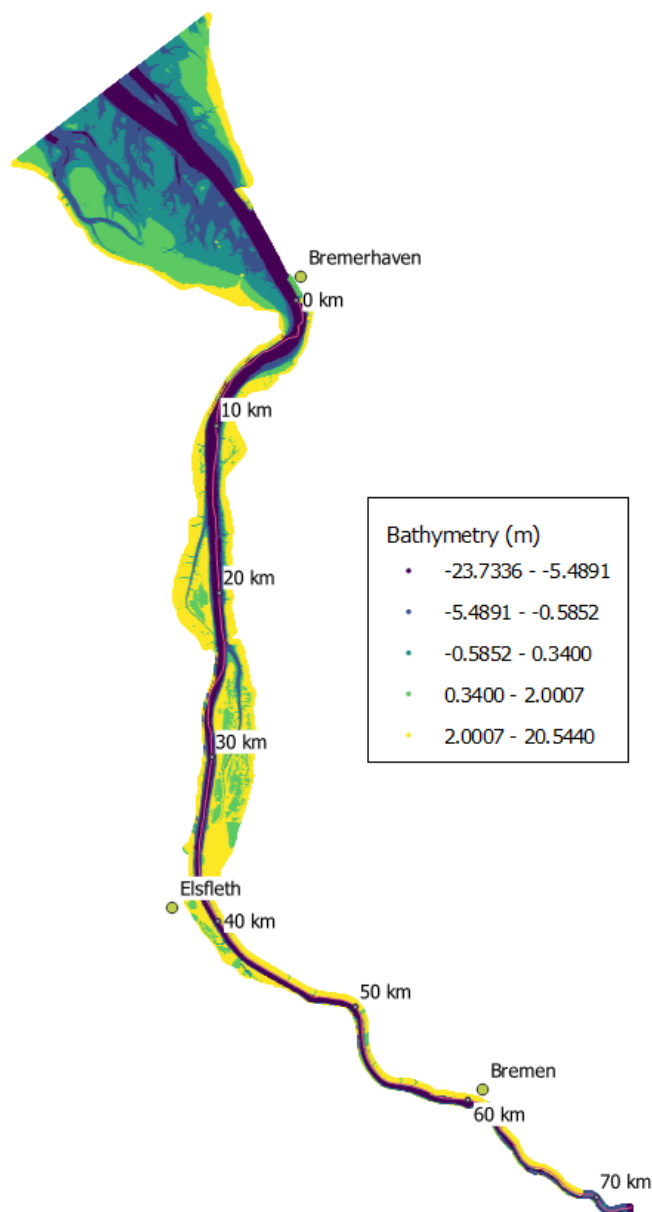 Bremerhaven
0 km
10 km
Bathymetry (m)
-23.7336 - -5.4891
-5.4891 - -0.5852
-0.5852 - 0.3400
0.3400 - 2.0007
2.0007 - 20.5440
20 km
30 km
Elsfleth
40 km
50 km
Bremen
60 km
70 km